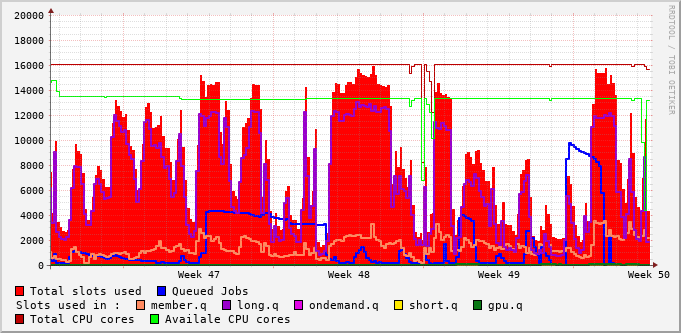 20000
18000
16000
14000
12000
10000
8000
6000
4000
2000
0
Week 47 Week 48 Week 49 Week 50
RRDTOOL / TOBI OETIKER
Total slots used Queued Jobs
Slots used in : member.q long.q ondemand.q short.q gpu.q
Total CPU cores Availale CPU cores